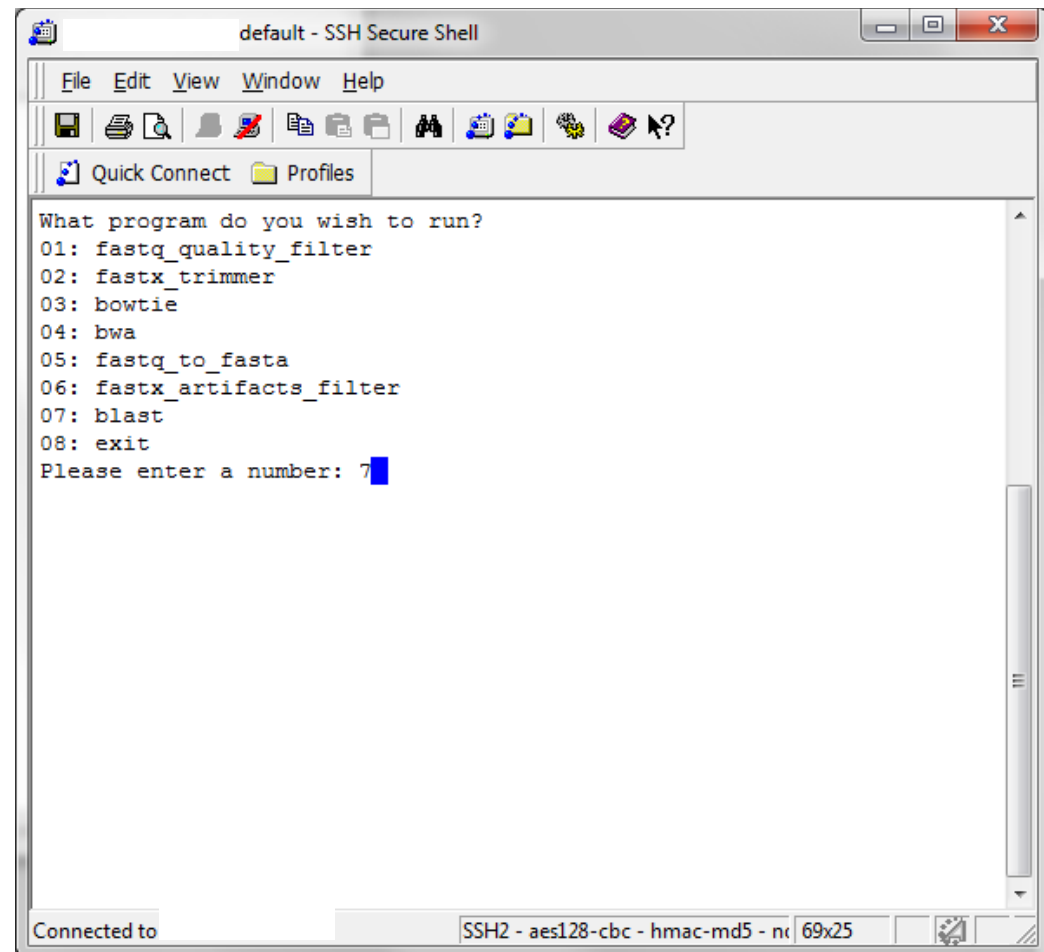 default - SSH Secure Shell
File Edit View Window Help
Quick Connect Profiles
What program do you wish to run?
01: fastq_quality_filter
02: fastx_trimmer
03: bowtie
04: bwa
05: fastq_to_fasta
06: fastx_artifacts_filter
07: blast
08: exit
Please enter a number: 7
Connected to SSH2 - aes128-cbc - hmac-md5 - 69x25